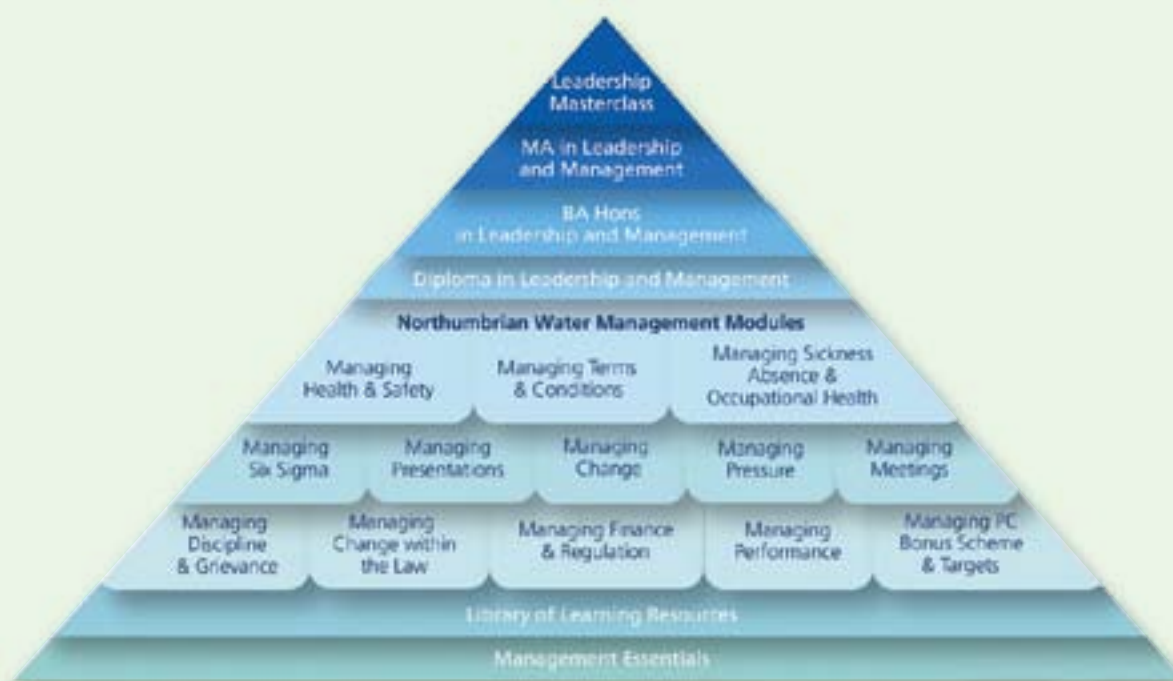 Leadership
Masterclass
MA in Leadership
and Management
BA Hons
in Leadership and Management
Diploma in Leadership and Management
Northumbrian Water Management Modules
Managing
Health & Safety
Managing Terms
& Conditions
Managing Sickness
Absence &
Occupational Health
Managing
Six Sigma
Managing
Presentations
Managing
Change
Managing
Pressure
Managing
Meetings
Managing
Discipline
& Grievance
Managing
Change within
the Law
Managing Finance
& Regulation
Managing
Performance
Managing PC
Bonus Scheme
& Targets
Library of Learning Resources
Management Essentials